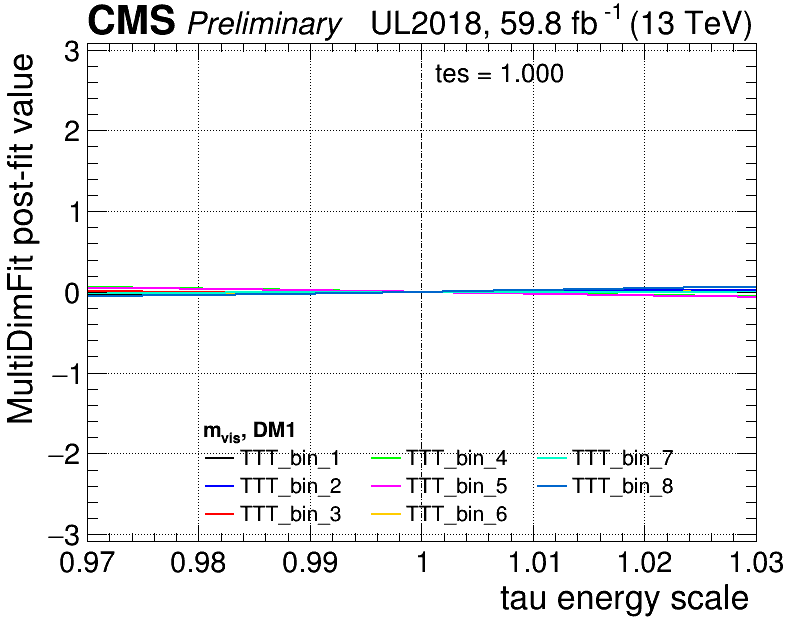 CMS Preliminary UL2018, 59.8 fb⁻¹ (13 TeV)
MultiDimFit post-fit value
3
2
1
0
−1
−2
−3
tes = 1.000
m_vis, DM1
TTT_bin_1 TTT_bin_4 TTT_bin_7
TTT_bin_2 TTT_bin_5 TTT_bin_8
TTT_bin_3 TTT_bin_6
0.97 0.98 0.99 1 1.01 1.02 1.03
tau energy scale